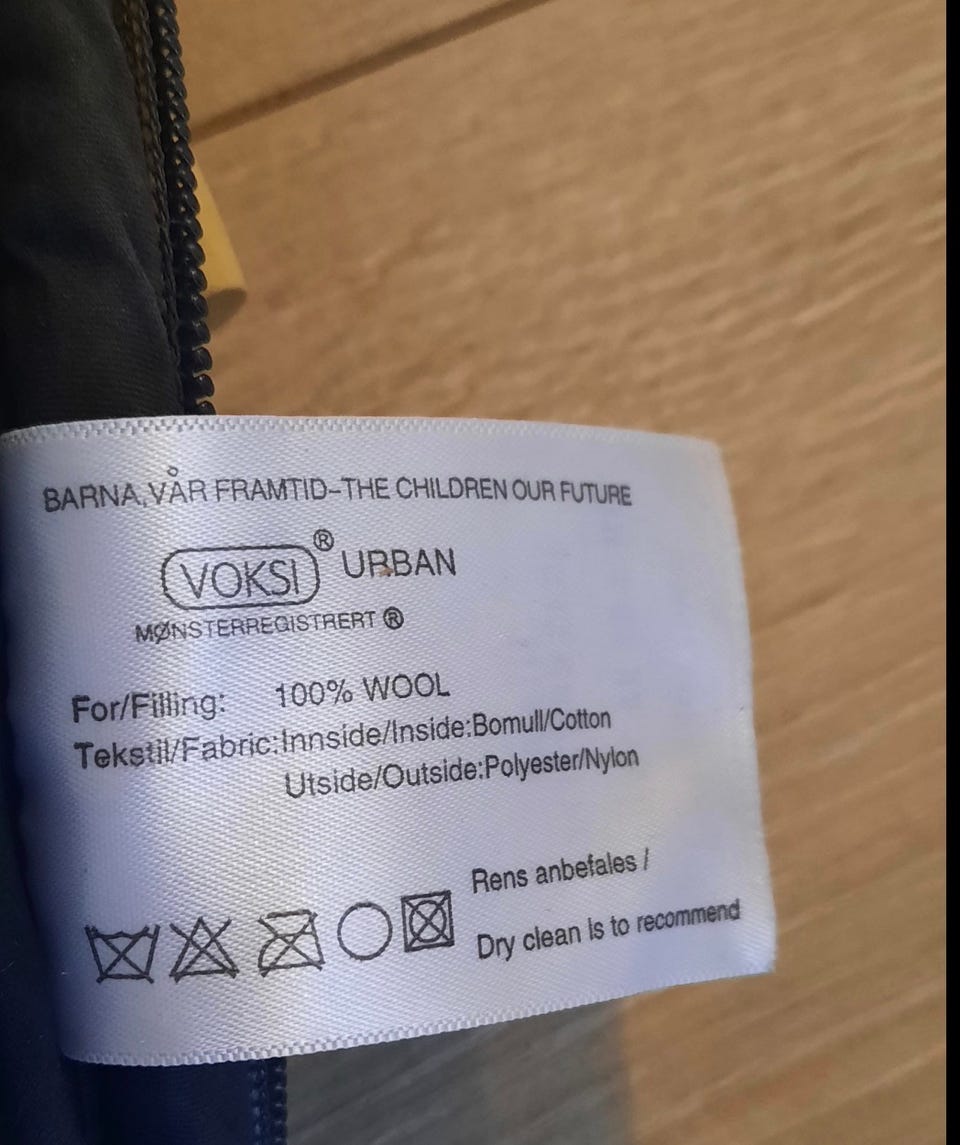 BARNA,VÅR FRAMTID-THE CHILDREN OUR FUTURE
VOKSI® URBAN
MØNSTERREGISTRERT ®
For/Filling: 100% WOOL
Tekstil/Fabric:Innside/Inside:Bomull/Cotton
Utside/Outside:Polyester/Nylon
Rens anbefales /
Dry clean is to recommend